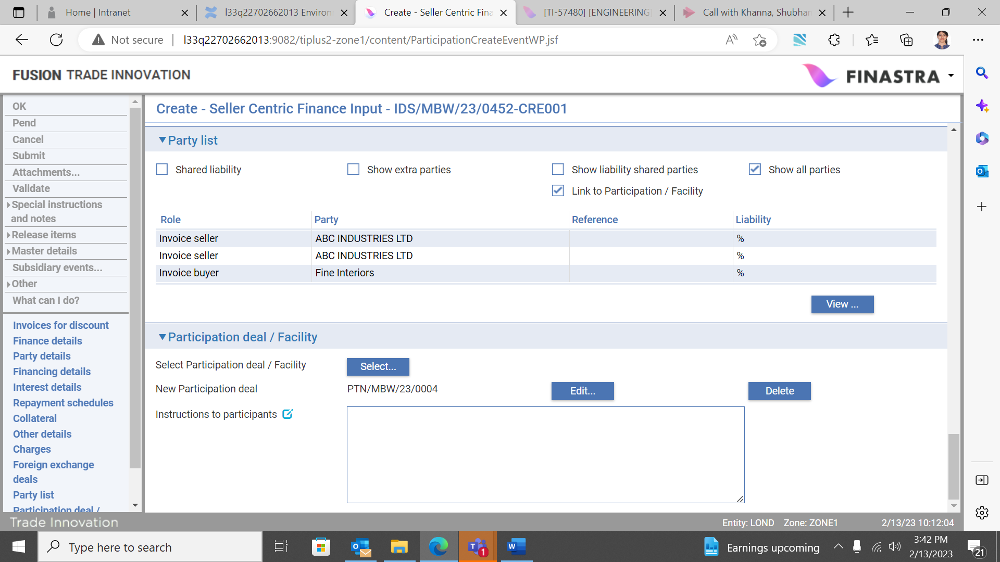 Home | Intranet
l33q22702662013 Environ
Create - Seller Centric Fina
[TI-57480] [ENGINEERING]
Call with Khanna, Shubhan
Not secure
l33q22702662013:9082/tiplus2-zone1/content/ParticipationCreateEventWP.jsf
FUSION TRADE INNOVATION
FINASTRA
OK
Pend
Cancel
Submit
Attachments...
Validate
Special instructions
and notes
Release items
Master details
Subsidiary events...
Other
What can I do?
Invoices for discount
Finance details
Party details
Financing details
Interest details
Repayment schedules
Collateral
Other details
Charges
Foreign exchange
deals
Party list
Participation deal /
Create - Seller Centric Finance Input - IDS/MBW/23/0452-CRE001
Party list
Shared liability
Show extra parties
Show liability shared parties
Show all parties
Link to Participation / Facility
Role Party Reference Liability
Invoice seller ABC INDUSTRIES LTD %
Invoice seller ABC INDUSTRIES LTD %
Invoice buyer Fine Interiors %
View ...
Participation deal / Facility
Select Participation deal / Facility Select...
New Participation deal PTN/MBW/23/0004 Edit... Delete
Instructions to participants
Trade Innovation
Entity: LOND Zone: ZONE1 2/13/23 10:12:04
Type here to search
T 1
W
Earnings upcoming
3:42 PM
2/13/2023
21